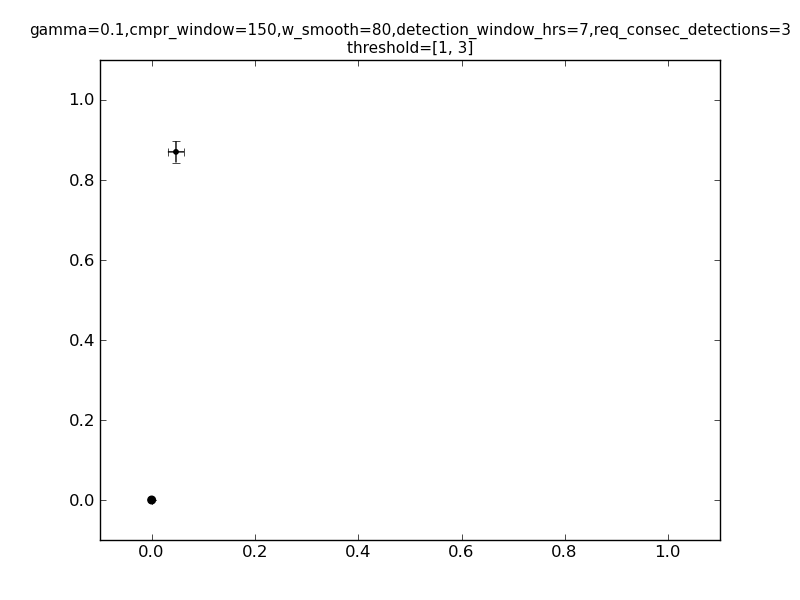 gamma=0.1,cmpr_window=150,w_smooth=80,detection_window_hrs=7,req_consec_detections=3
threshold=[1, 3]
1.0
0.8
0.6
0.4
0.2
0.0
0.0 0.2 0.4 0.6 0.8 1.0